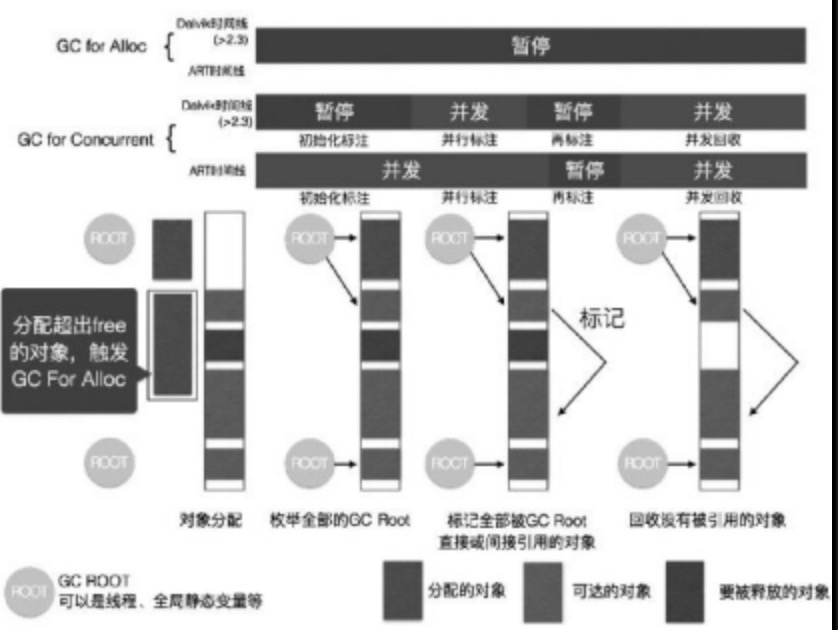 GC for Alloc
Dalvik时间线
(>2.3)
暂停
ART时间线
GC for Concurrent
Dalvik时间线
(>2.3)
暂停 并发 暂停 并发
初始化标注 并行标注 再标注 并发回收
ART时间线
并发 暂停 并发
初始化标注 并行标注 再标注 并发回收
ROOT ROOT ROOT ROOT
分配超出free
的对象，触发
GC For Alloc
标记
ROOT ROOT ROOT ROOT
对象分配 枚举全部的GC Root 标记全部被GC Root 回收没有被引用的对象
直接或间接引用的对象
ROOT
GC ROOT
可以是线程、全局静态变量等
分配的对象 可达的对象 要被释放的对象